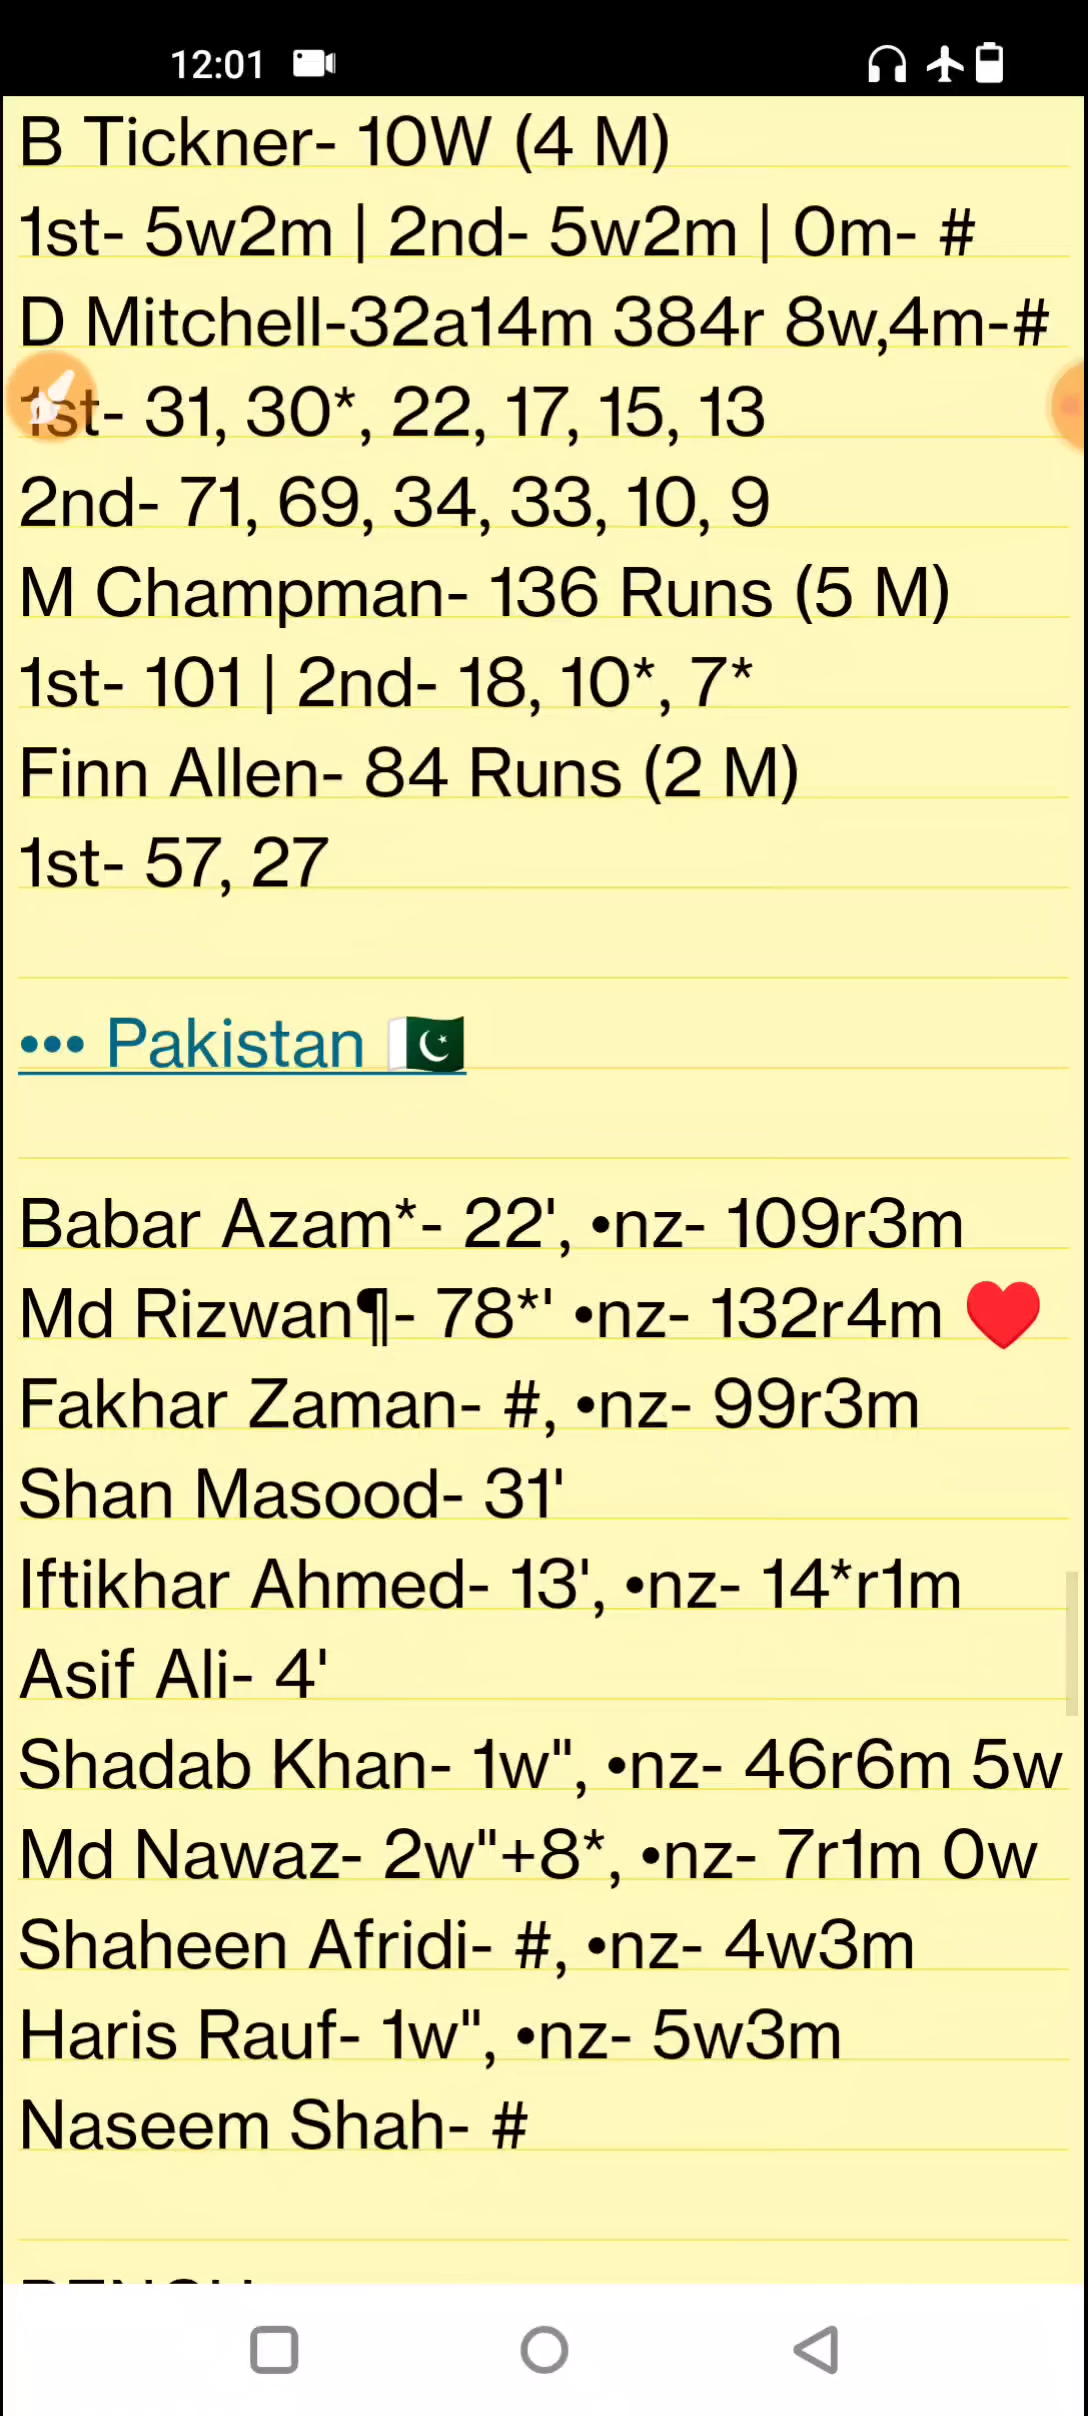 12:01
B Tickner- 10W (4 M)
1st- 5w2m | 2nd- 5w2m | 0m- #
D Mitchell-32a14m 384r 8w,4m-#
1st- 31, 30*, 22, 17, 15, 13
2nd- 71, 69, 34, 33, 10, 9
M Champman- 136 Runs (5 M)
1st- 101 | 2nd- 18, 10*, 7*
Finn Allen- 84 Runs (2 M)
1st- 57, 27
••• Pakistan 🇵🇰
Babar Azam*- 22', •nz- 109r3m
Md Rizwan¶- 78*' •nz- 132r4m ♥️
Fakhar Zaman- #, •nz- 99r3m
Shan Masood- 31'
Iftikhar Ahmed- 13', •nz- 14*r1m
Asif Ali- 4'
Shadab Khan- 1w", •nz- 46r6m 5w
Md Nawaz- 2w"+8*, •nz- 7r1m 0w
Shaheen Afridi- #, •nz- 4w3m
Haris Rauf- 1w", •nz- 5w3m
Naseem Shah- #